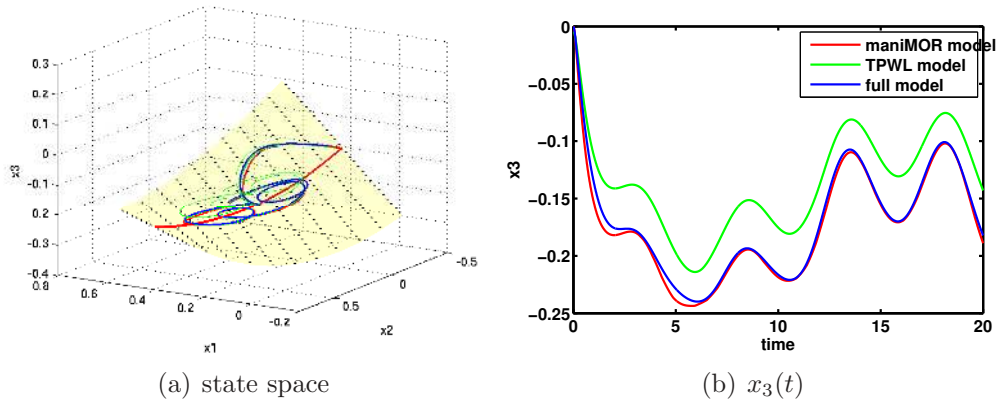 0.3
0.2
0.1
0
-0.1
0.2
-0.3
-0.4
x3
0.8
0.6
0.4
0.2
0
-0.2
x1
0.5
0
-0.5
x2
(a) state space
0
−0.05
−0.1
−0.15
−0.2
−0.25
x3
0
5
10
15
20
time
maniMOR model
TPWL model
full model
(b) x₃(t)